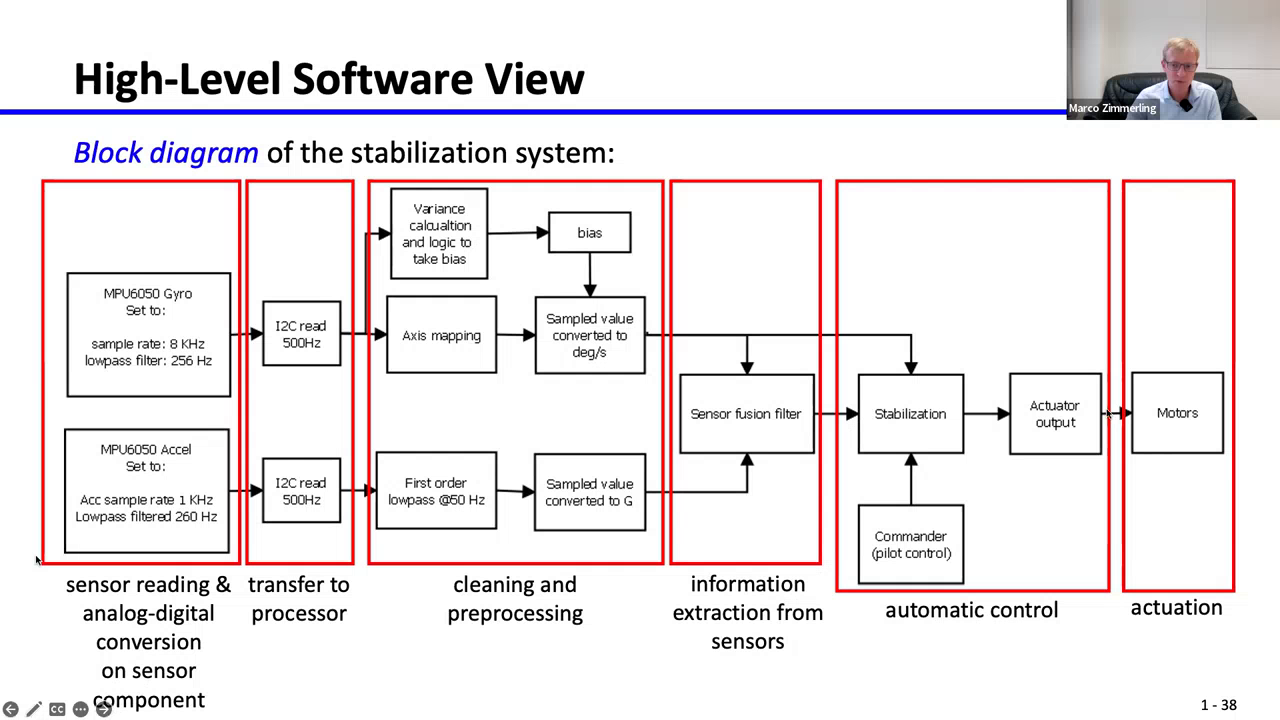 High-Level Software View
Marco Zimmerling
Block diagram of the stabilization system:
MPU6050 Gyro
Set to:
sample rate: 8 KHz
lowpass filter: 256 Hz
MPU6050 Accel
Set to:
Acc sample rate 1 KHz
Lowpass filtered 260 Hz
sensor reading &
analog-digital
conversion
on sensor
component
I2C read
500Hz
I2C read
500Hz
transfer to
processor
Variance
calcualtion
and logic to
take bias
bias
Axis mapping
Sampled value
converted to
deg/s
First order
lowpass @50 Hz
Sampled value
converted to G
cleaning and
preprocessing
Sensor fusion filter
information
extraction from
sensors
Stabilization
Actuator
output
Commander
(pilot control)
automatic control
Motors
actuation
CC
1 - 38